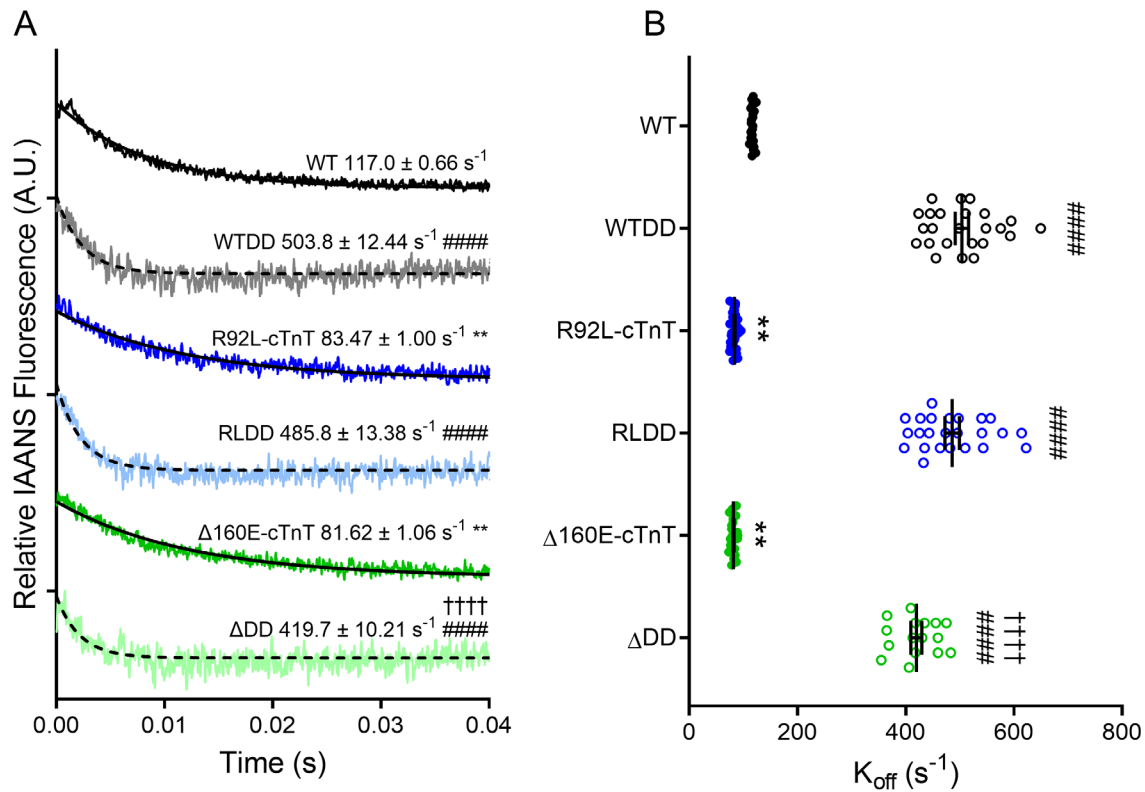 A
Relative IAANS Fluorescence (A.U.)
WT 117.0 ± 0.66 s⁻¹
WTDD 503.8 ± 12.44 s⁻¹ ####
R92L-cTnT 83.47 ± 1.00 s⁻¹ **
RLDD 485.8 ± 13.38 s⁻¹ ####
Δ160E-cTnT 81.62 ± 1.06 s⁻¹ **
††††
ΔDD 419.7 ± 10.21 s⁻¹ ####
0.00 0.01 0.02 0.03 0.04
Time (s)
B
WT
WTDD ####
R92L-cTnT **
RLDD ####
Δ160E-cTnT **
ΔDD #### ††††
0 200 400 600 800
Koff (s⁻¹)